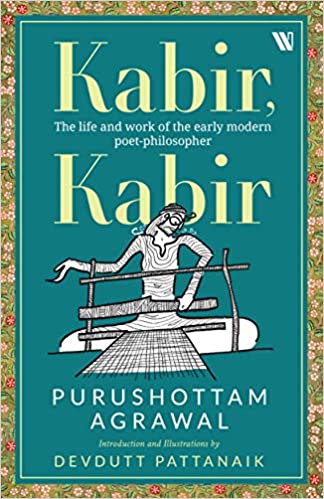 W
Kabir,
The life and work of the early modern
poet-philosopher
Kabir
PURUSHOTTAM
AGRAWAL
Introduction and Illustrations by
DEVDUTT PATTANAIK